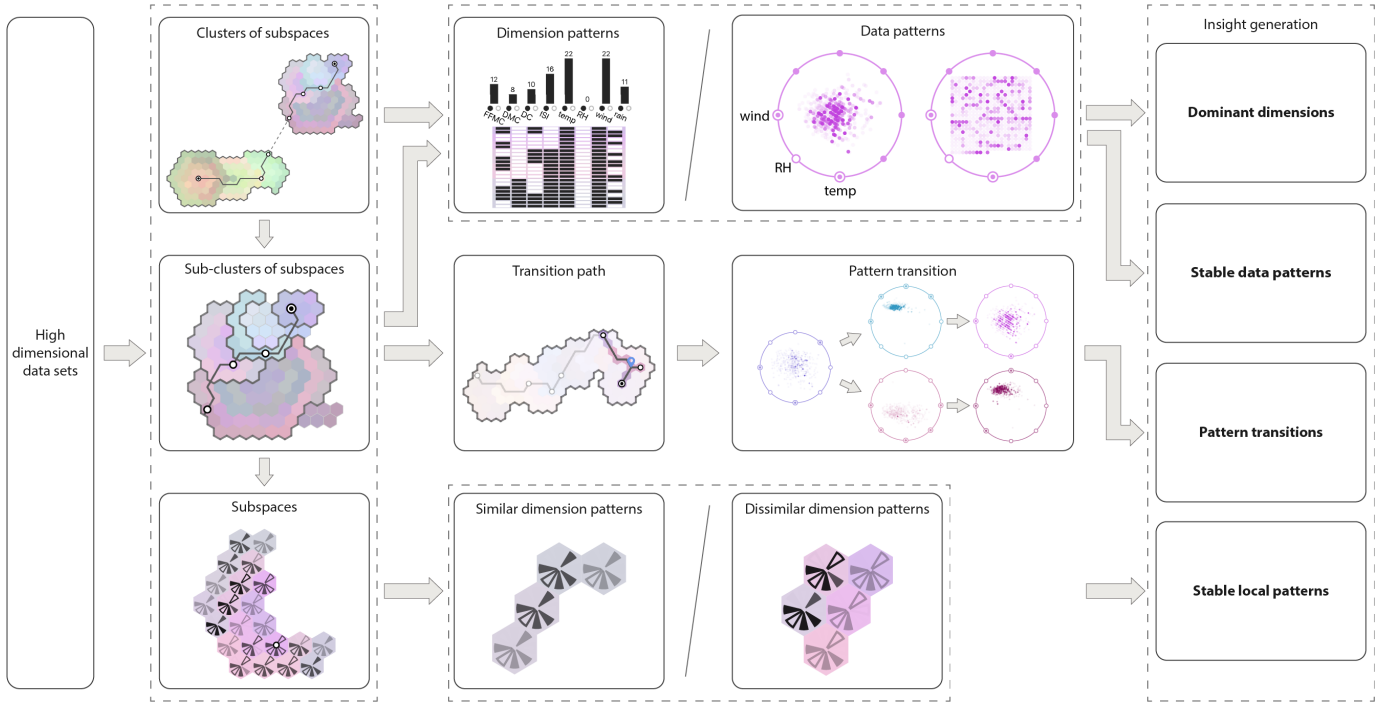 High
dimensional
data sets
Clusters of subspaces
Sub-clusters of subspaces
Subspaces
Dimension patterns
12
8
10
16
22
0
22
11
FFMC
DMC
DC
ISI
temp
RH
wind
rain
Data patterns
wind
RH
temp
Transition path
Pattern transition
Similar dimension patterns
Dissimilar dimension patterns
Insight generation
Dominant dimensions
Stable data patterns
Pattern transitions
Stable local patterns